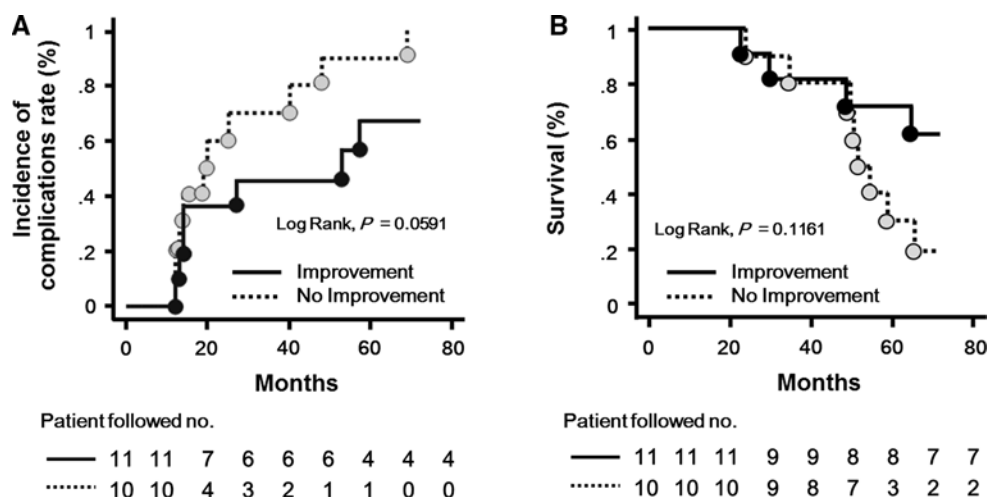 A
Incidence of
complications rate (%)
1
.8
.6
.4
.2
0
Log Rank, P = 0.0591
Improvement
No Improvement
0 20 40 60 80
Months
Patient followed no.
11 11 7 6 6 6 4 4 4
10 10 4 3 2 1 1 0 0
B
Survival (%)
1
.8
.6
.4
.2
0
Log Rank, P = 0.1161
Improvement
No Improvement
0 20 40 60 80
Months
Patient followed no.
11 11 11 9 9 8 8 7 7
10 10 10 9 8 7 3 2 2